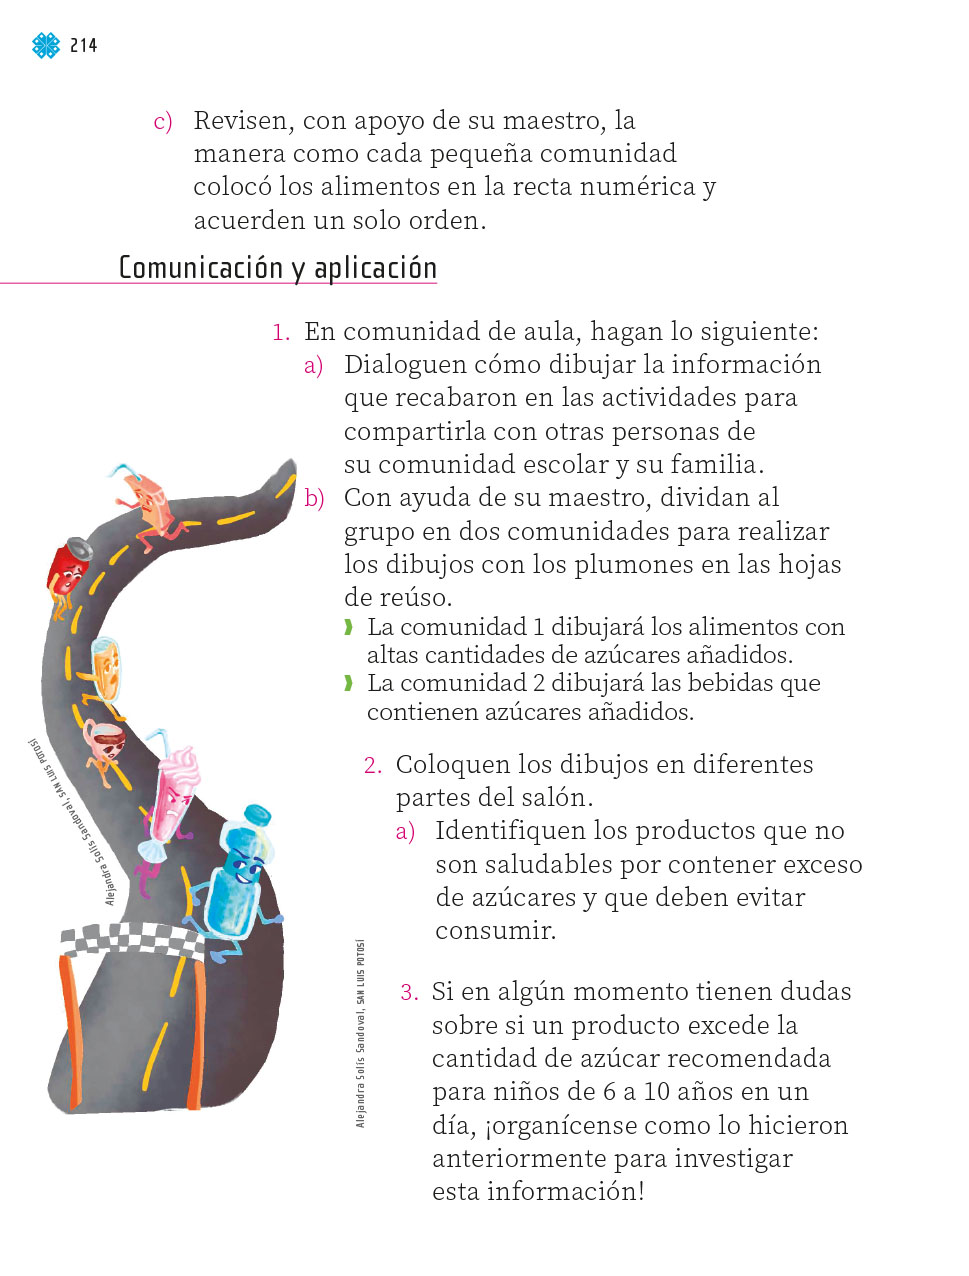 214
c) Revisen, con apoyo de su maestro, la
manera como cada pequeña comunidad
colocó los alimentos en la recta numérica y
acuerden un solo orden.
Comunicación y aplicación
1. En comunidad de aula, hagan lo siguiente:
a) Dialoguen cómo dibujar la información
que recabaron en las actividades para
compartirla con otras personas de
su comunidad escolar y su familia.
b) Con ayuda de su maestro, dividan al
grupo en dos comunidades para realizar
los dibujos con los plumones en las hojas
de reúso.
La comunidad 1 dibujará los alimentos con
altas cantidades de azúcares añadidos.
La comunidad 2 dibujará las bebidas que
contienen azúcares añadidos.
2. Coloquen los dibujos en diferentes
partes del salón.
a) Identifiquen los productos que no
son saludables por contener exceso
de azúcares y que deben evitar
consumir.
3. Si en algún momento tienen dudas
sobre si un producto excede la
cantidad de azúcar recomendada
para niños de 6 a 10 años en un
día, ¡organícense como lo hicieron
anteriormente para investigar
esta información!
Alejandra Solís Sandoval, SAN LUIS POTOSÍ
Alejandra Solís Sandoval, SAN LUIS POTOSÍ